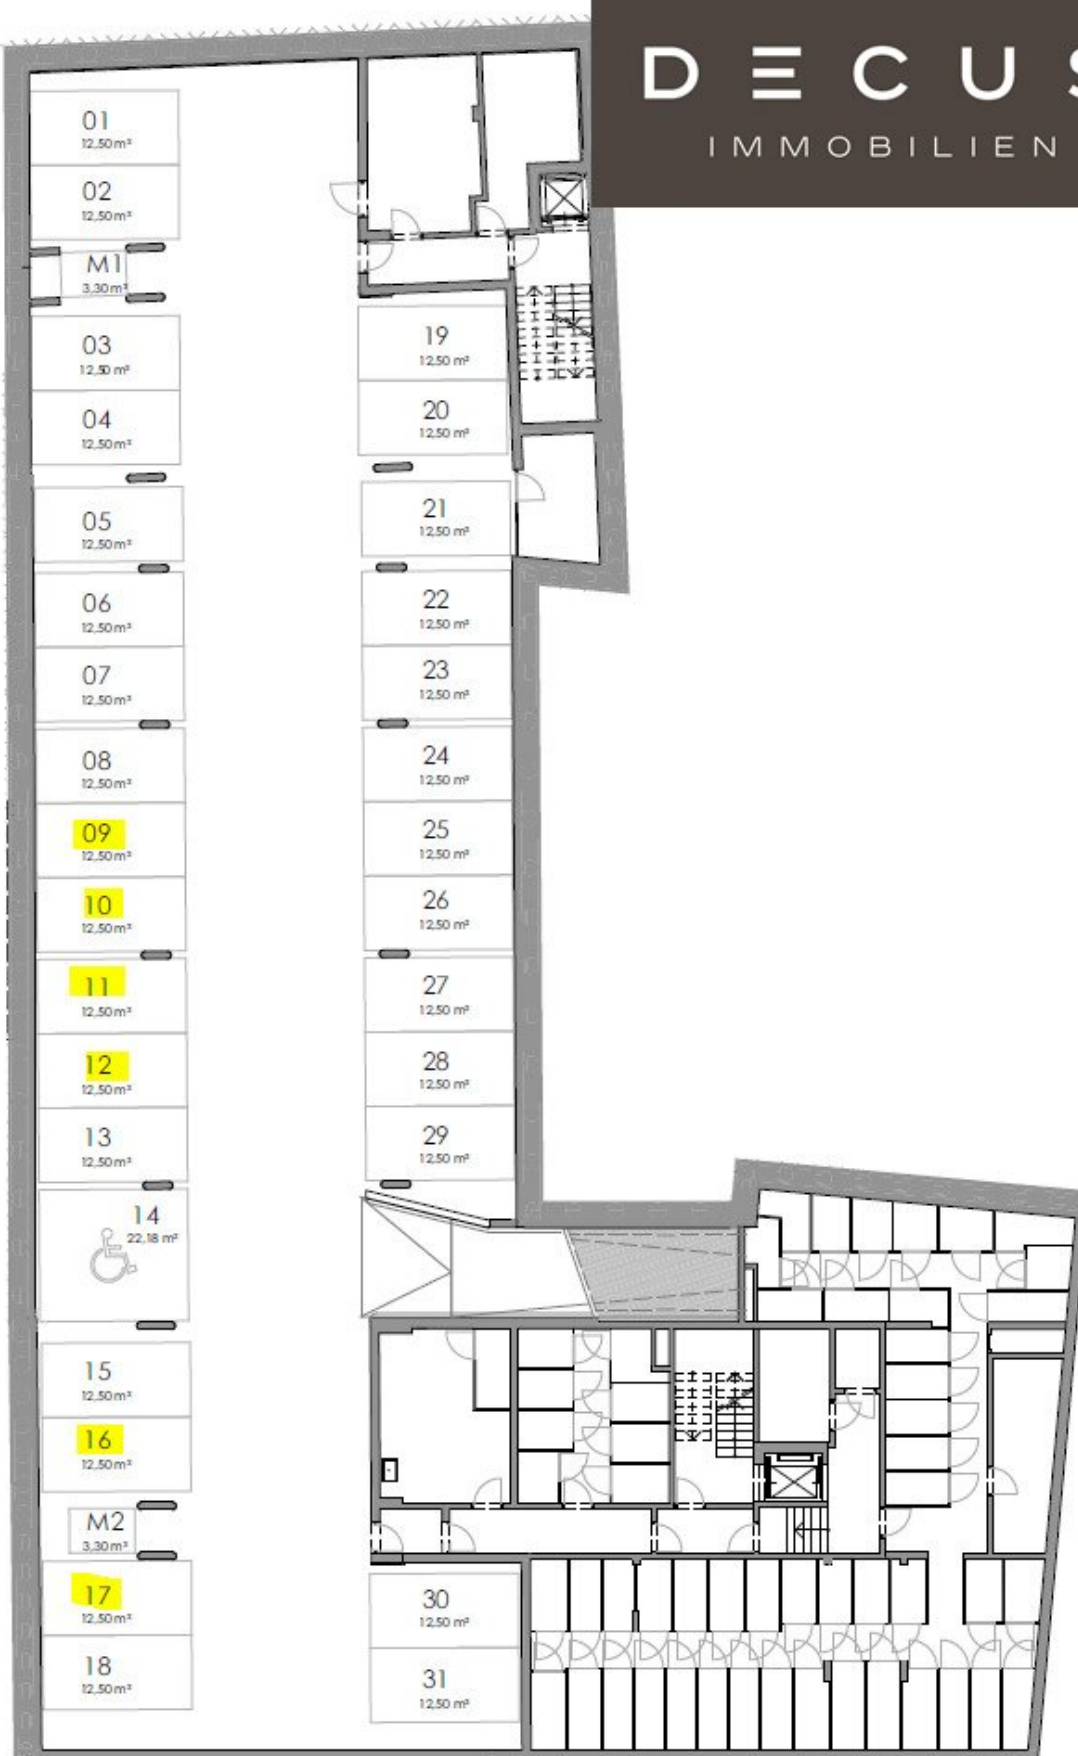 DECUS
IMMOBILIEN
01
12,50m²
02
12,50m²
M1
3,30m²
03
12,50m²
04
12,50m²
05
12,50m²
06
12,50m²
07
12,50m²
08
12,50m²
09
12,50m²
10
12,50m²
11
12,50m²
12
12,50m²
13
12,50m²
14
22,18 m²
15
12,50m²
16
12,50m²
M2
3,30m²
17
12,50m²
18
12,50m²
19
12,50 m²
20
12,50 m²
21
12,50 m²
22
12,50 m²
23
12,50 m²
24
12,50 m²
25
12,50 m²
26
12,50 m²
27
12,50 m²
28
12,50 m²
29
12,50 m²
30
12,50 m²
31
12,50 m²